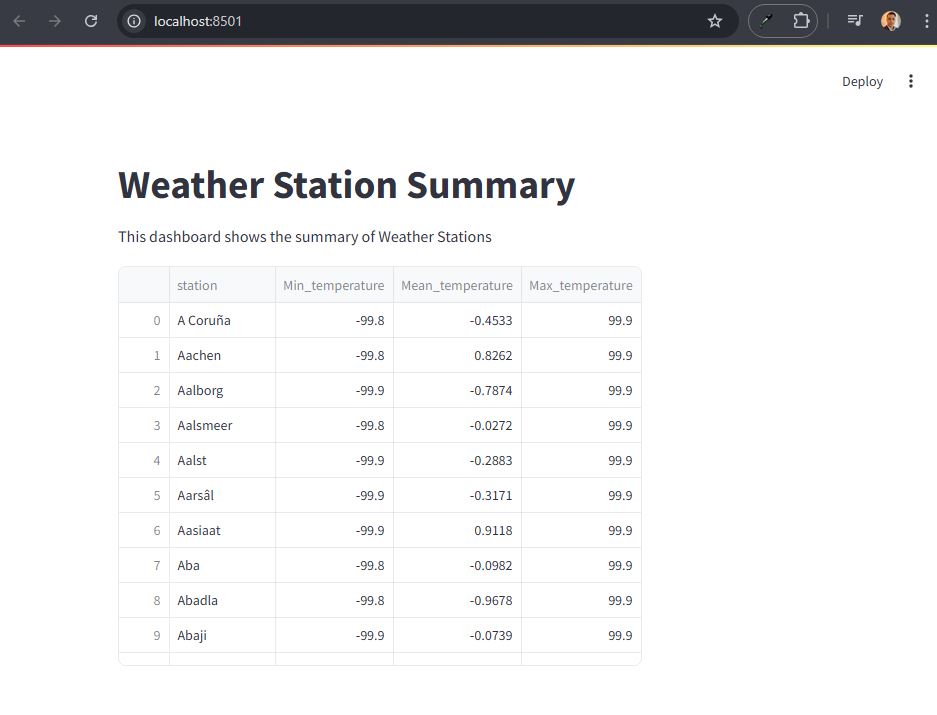 localhost:8501
Deploy
Weather Station Summary
This dashboard shows the summary of Weather Stations
station Min_temperature Mean_temperature Max_temperature
0 A Coruña -99.8 -0.4533 99.9
1 Aachen -99.8 0.8262 99.9
2 Aalborg -99.9 -0.7874 99.9
3 Aalsmeer -99.8 -0.0272 99.9
4 Aalst -99.9 -0.2883 99.9
5 Aarsâl -99.9 -0.3171 99.9
6 Aasiaat -99.9 0.9118 99.9
7 Aba -99.8 -0.0982 99.9
8 Abadla -99.8 -0.9678 99.9
9 Abaji -99.9 -0.0739 99.9